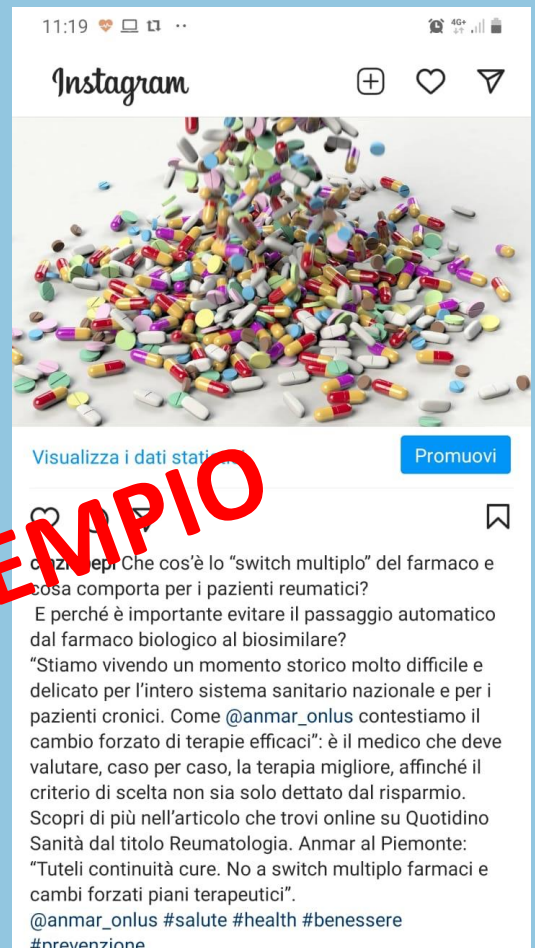 11:19
4G+
Instagram
Visualizza i dati
Promuovi
EMPIO
Che cos’è lo “switch multiplo” del farmaco e
cosa comporta per i pazienti reumatici?
E perché è importante evitare il passaggio automatico
dal farmaco biologico al biosimilare?
“Stiamo vivendo un momento storico molto difficile e
delicato per l’intero sistema sanitario nazionale e per i
pazienti cronici. Come @anmar_onlus contestiamo il
cambio forzato di terapie efficaci”: è il medico che deve
valutare, caso per caso, la terapia migliore, affinché il
criterio di scelta non sia solo dettato dal risparmio.
Scopri di più nell’articolo che trovi online su Quotidino
Sanità dal titolo Reumatologia. Anmar al Piemonte:
“Tuteli continuità cure. No a switch multiplo farmaci e
cambi forzati piani terapeutici”.
@anmar_onlus #salute #health #benessere
#prevenzione